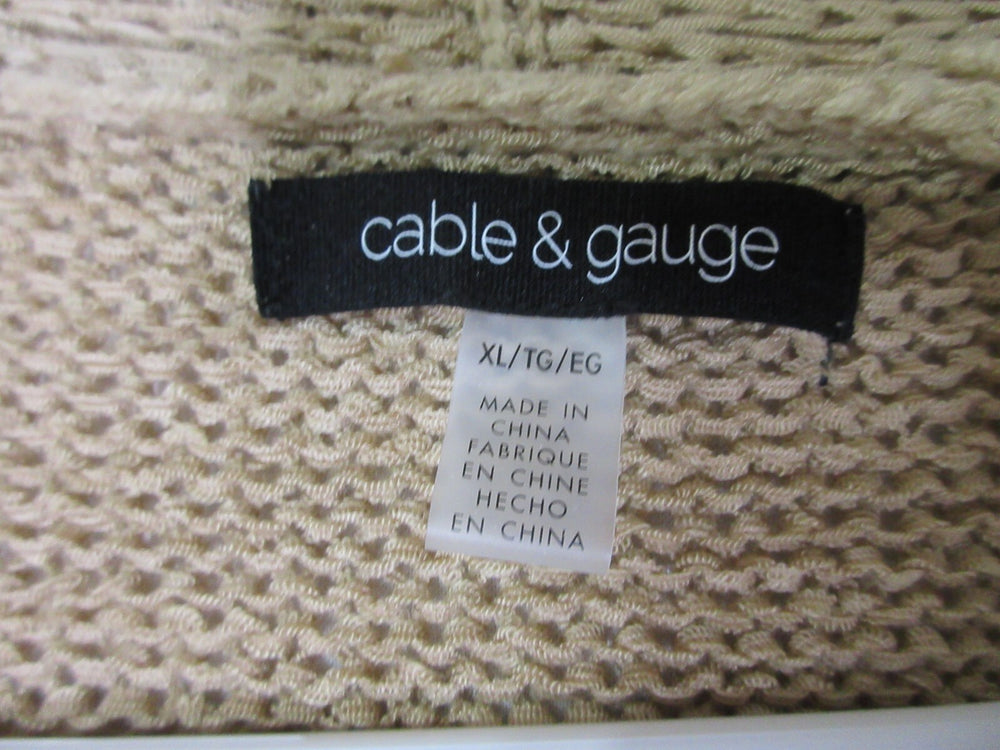 cable & gauge
XL/TG/EG
MADE IN
CHINA
FABRIQUE
EN CHINE
HECHO
EN CHINA